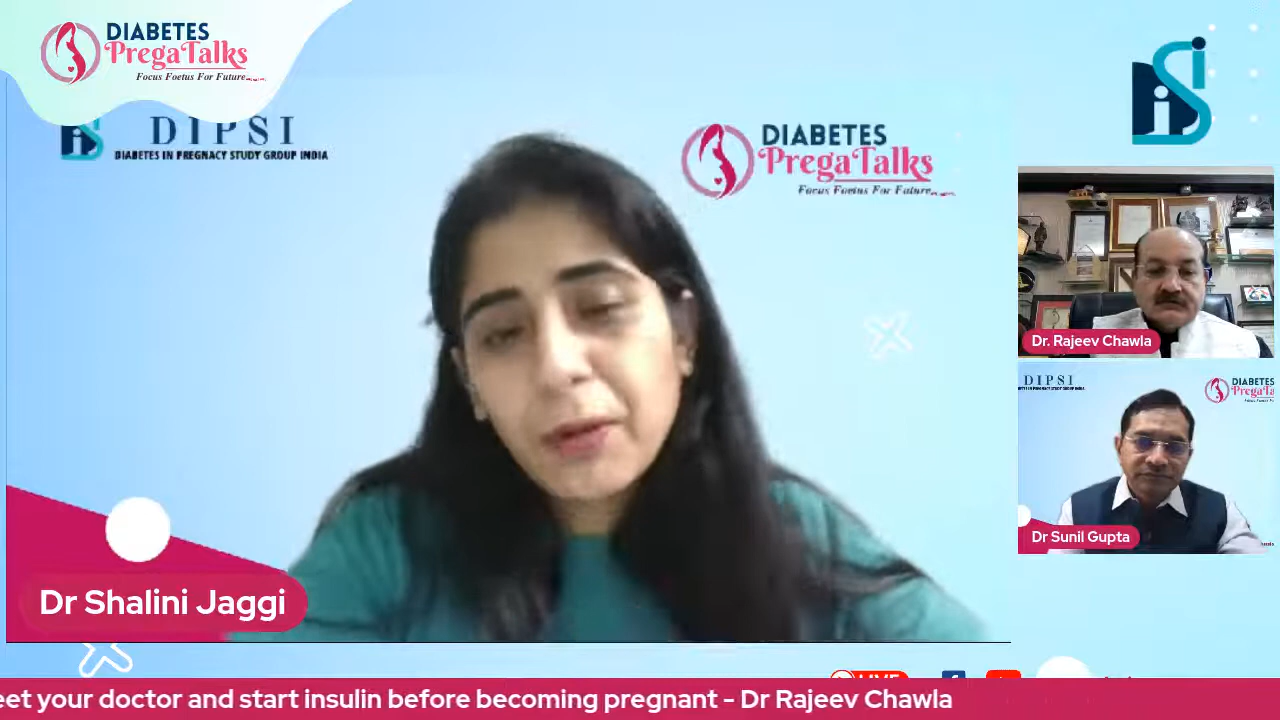 DIABETES
PregaTalks
Focus Foetus For Future
DIPSI
DIABETES IN PREGNANCY STUDY GROUP INDIA
DIABETES
PregaTalks
Focus Foetus For Future
Dr. Rajeev Chawla
DIPSI
DIABETES
Dr Sunil Gupta
Dr Shalini Jaggi
LIVE
eet your doctor and start insulin before becoming pregnant - Dr Rajeev Chawla